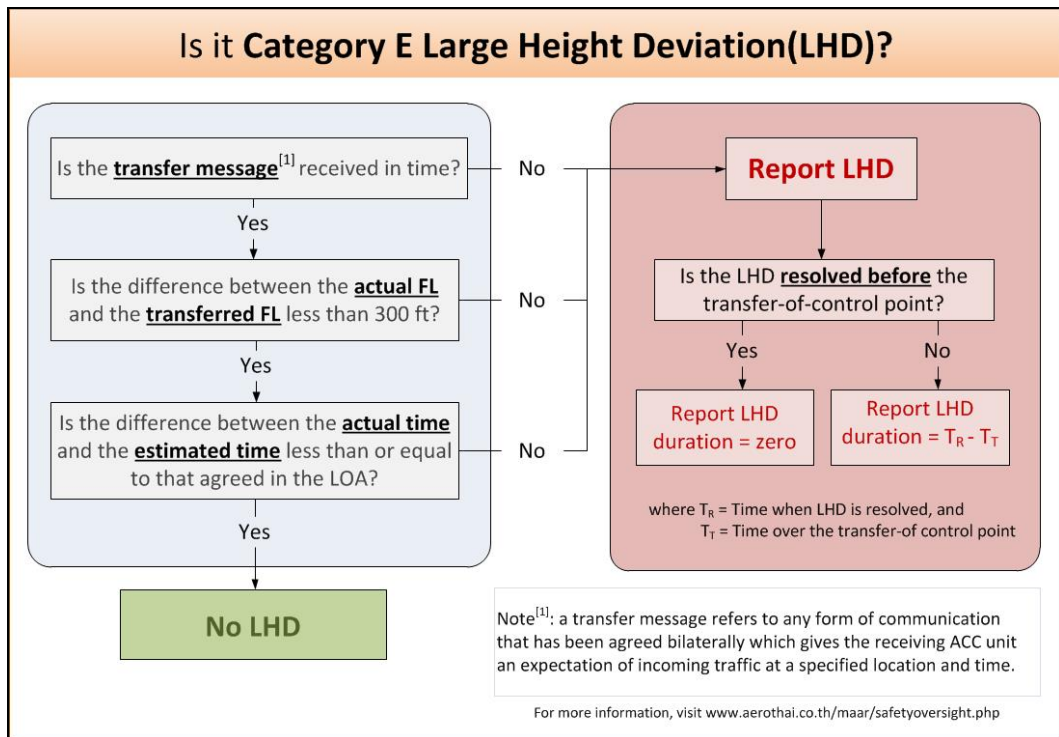 Is it Category E Large Height Deviation(LHD)?
Is the transfer message[1] received in time?
No
Yes
Is the difference between the actual FL
and the transferred FL less than 300 ft?
No
Yes
Is the difference between the actual time
and the estimated time less than or equal
to that agreed in the LOA?
No
Yes
No LHD
Report LHD
Is the LHD resolved before the
transfer-of-control point?
Yes
No
Report LHD
duration = zero
Report LHD
duration = TR - TT
where TR = Time when LHD is resolved, and
TT = Time over the transfer-of control point
Note[1]: a transfer message refers to any form of communication
that has been agreed bilaterally which gives the receiving ACC unit
an expectation of incoming traffic at a specified location and time.
For more information, visit www.aerothai.co.th/maar/safetyoversight.php